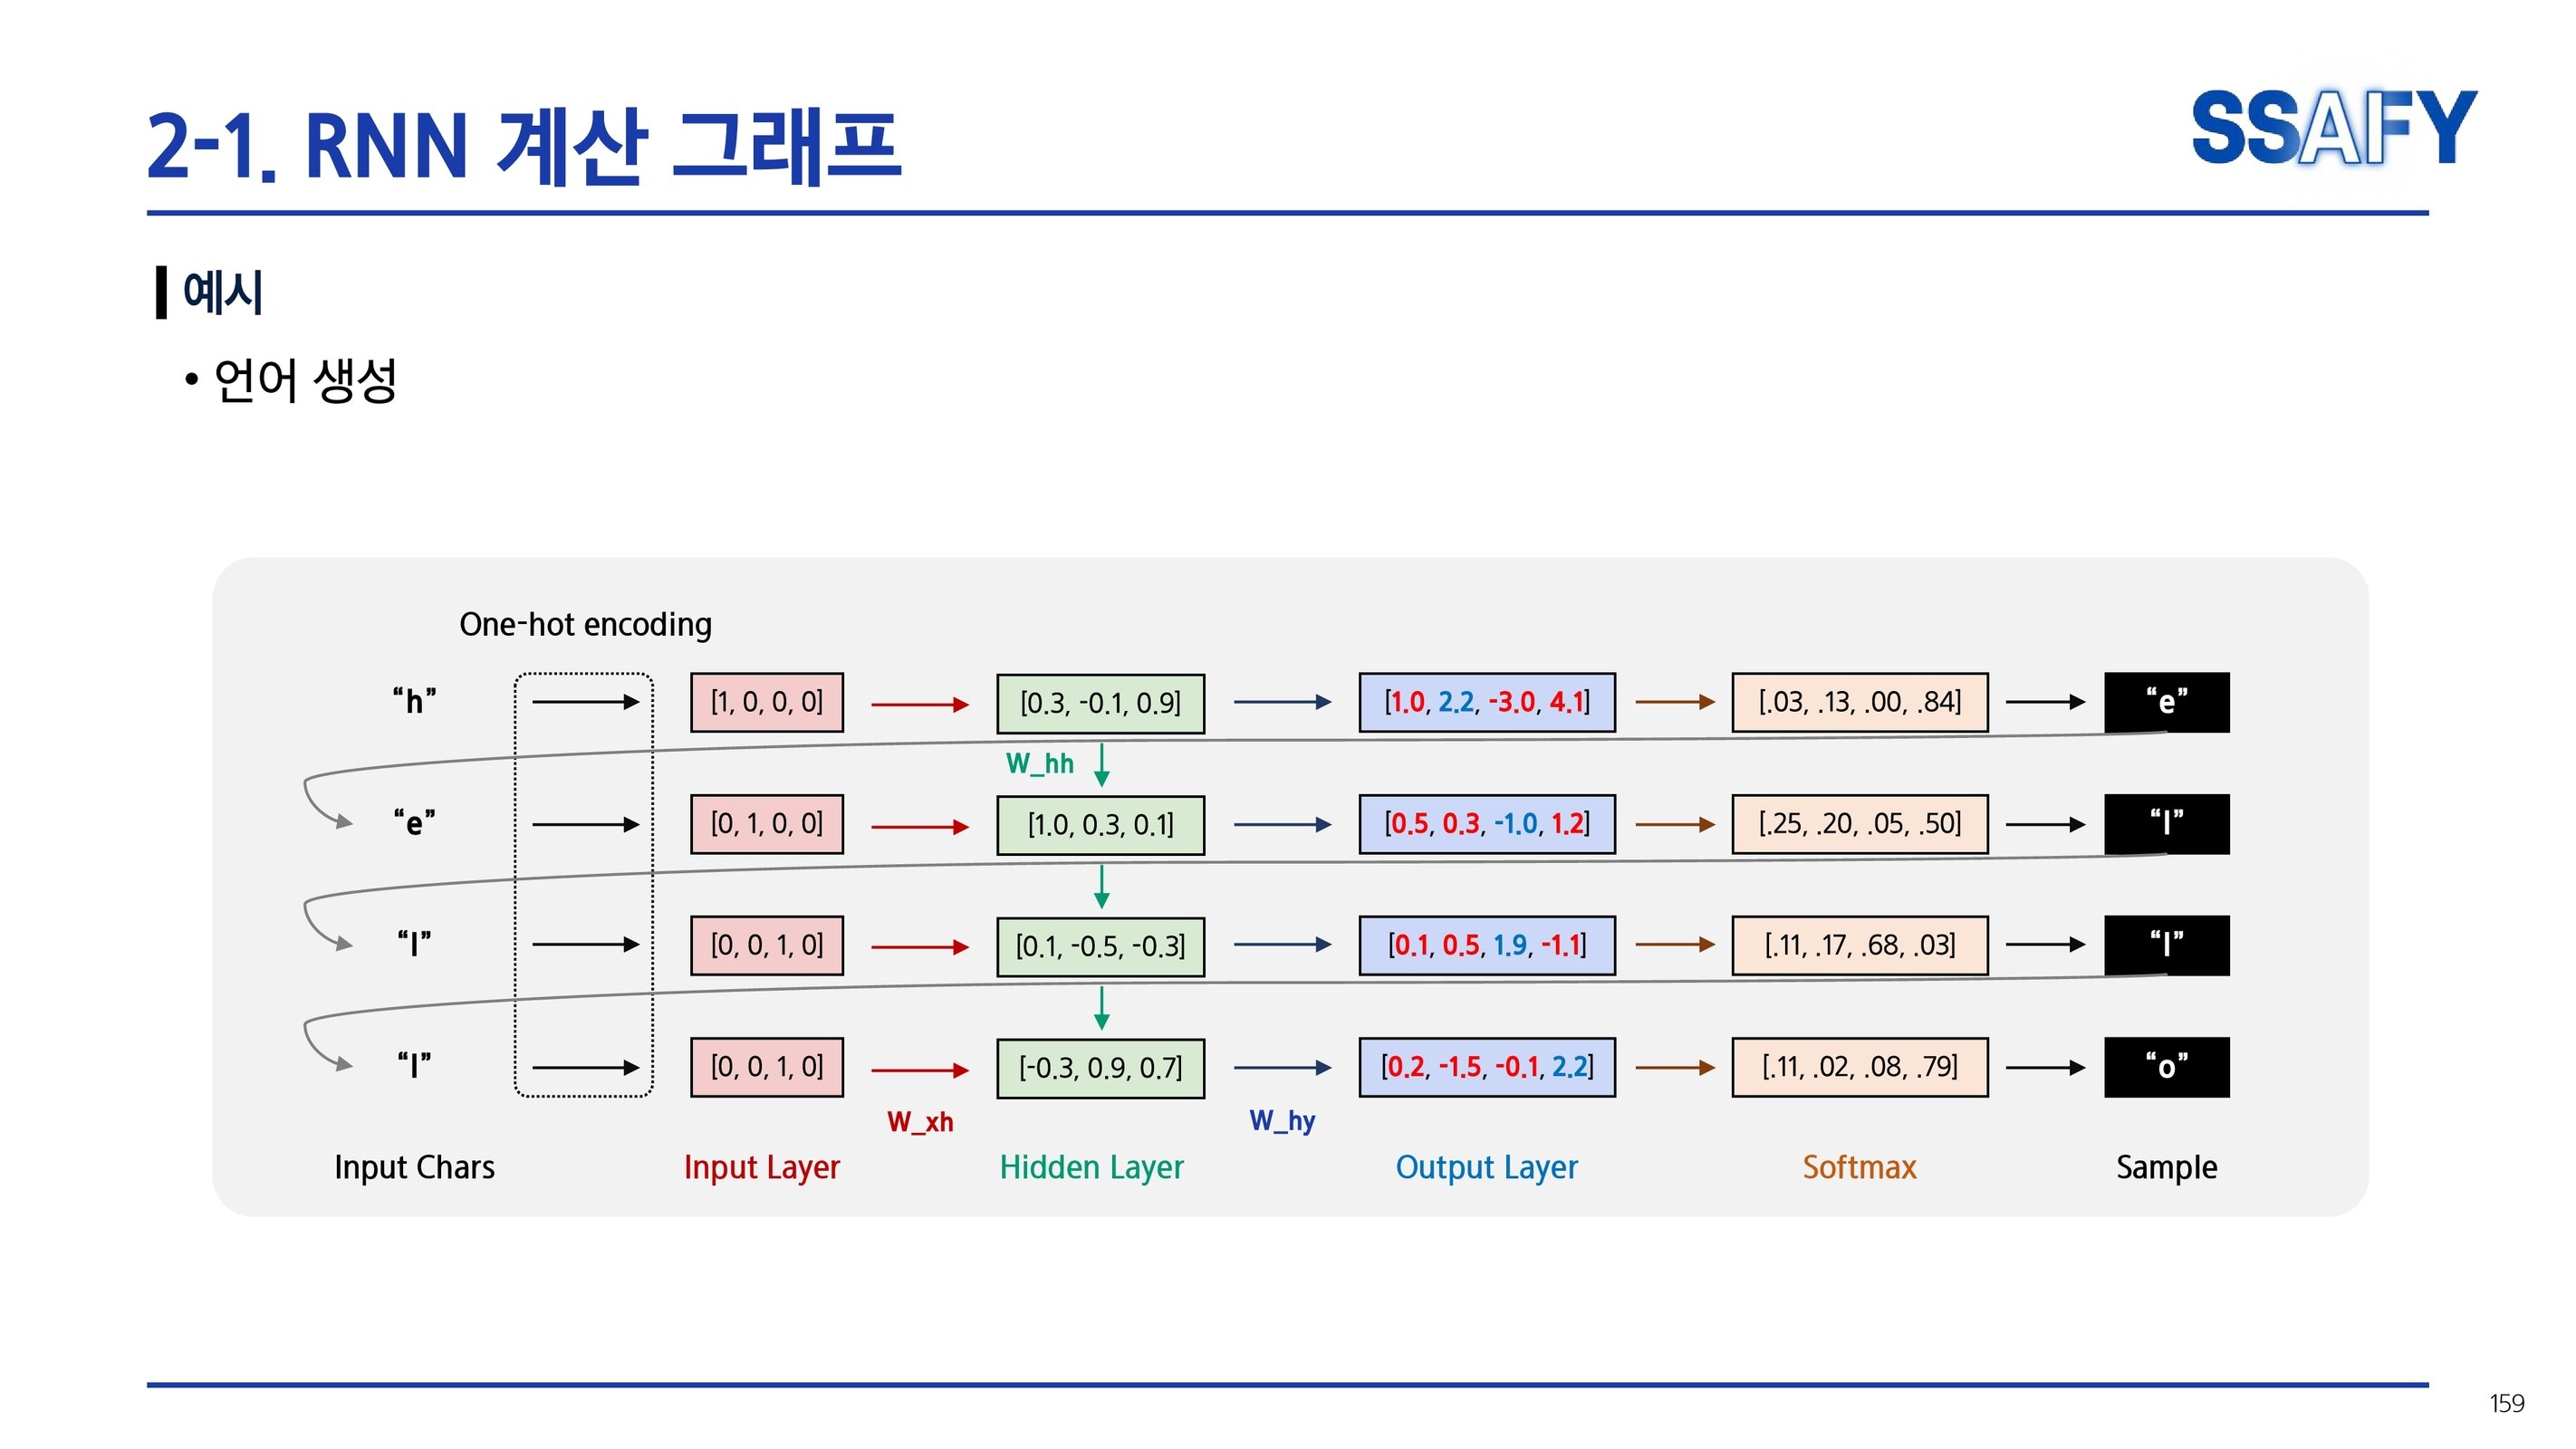 2-1. RNN 계산 그래프
SSAFY
예시
• 언어 생성
One-hot encoding
“h” [1, 0, 0, 0] [0.3, -0.1, 0.9] [1.0, 2.2, -3.0, 4.1] [.03, .13, .00, .84] “e”
W_hh
“e” [0, 1, 0, 0] [1.0, 0.3, 0.1] [0.5, 0.3, -1.0, 1.2] [.25, .20, .05, .50] “l”
“l” [0, 0, 1, 0] [0.1, -0.5, -0.3] [0.1, 0.5, 1.9, -1.1] [.11, .17, .68, .03] “l”
“l” [0, 0, 1, 0] [-0.3, 0.9, 0.7] [0.2, -1.5, -0.1, 2.2] [.11, .02, .08, .79] “o”
W_xh W_hy
Input Chars Input Layer Hidden Layer Output Layer Softmax Sample
159